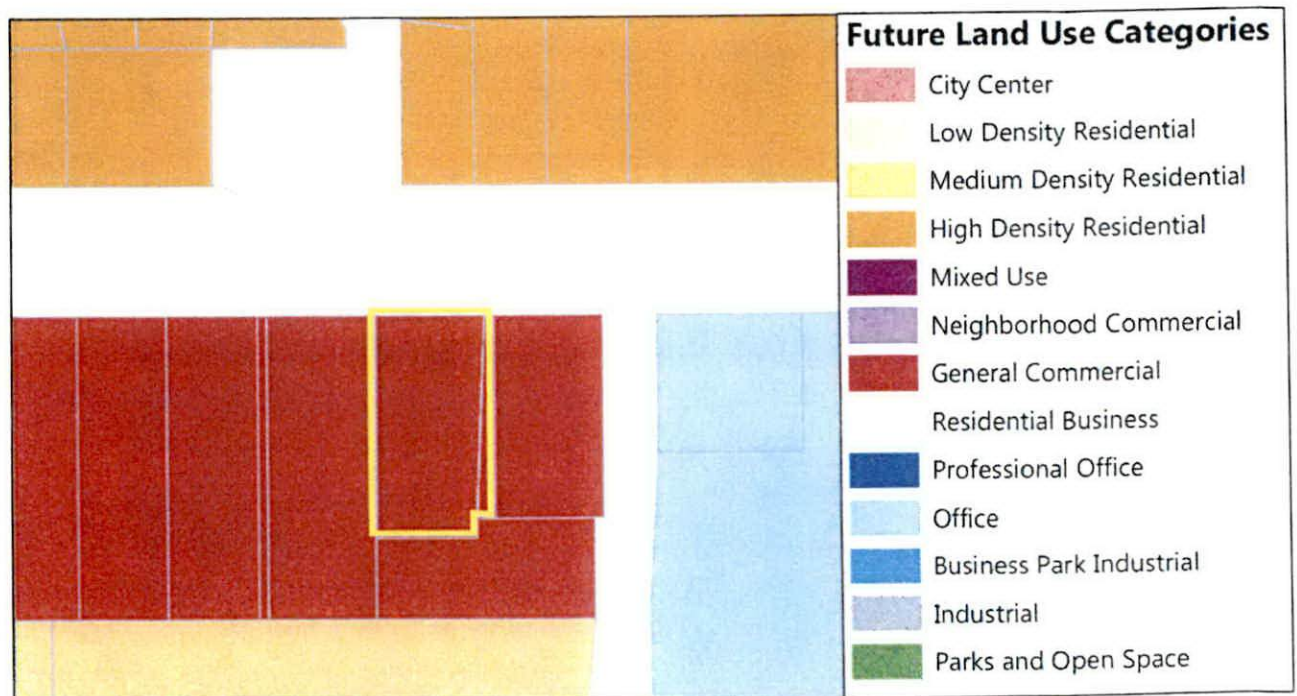 Future Land Use Categories
City Center
Low Density Residential
Medium Density Residential
High Density Residential
Mixed Use
Neighborhood Commercial
General Commercial
Residential Business
Professional Office
Office
Business Park Industrial
Industrial
Parks and Open Space